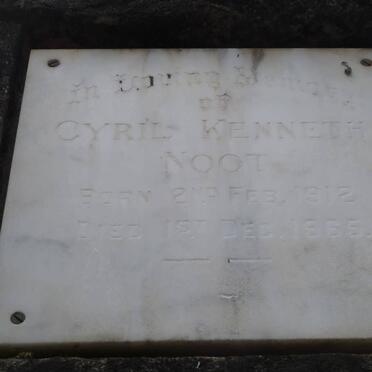 In Loving Memory
of
Cyril Kenneth
Noot
Born 2nd Feb. 1912
Died 1st Dec.